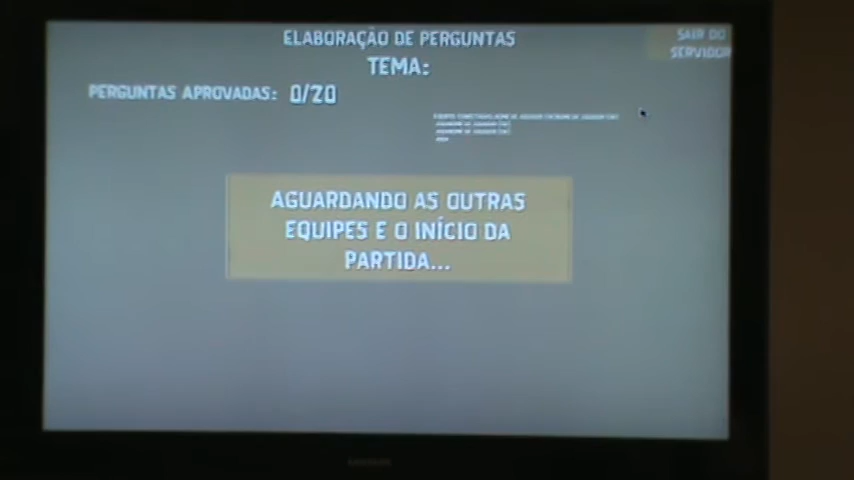 ELABORAÇÃO DE PERGUNTAS
SAIR DO
SERVIDOR
TEMA:
PERGUNTAS APROVADAS: 0/20
AGUARDANDO AS OUTRAS
EQUIPES E O INÍCIO DA
PARTIDA...